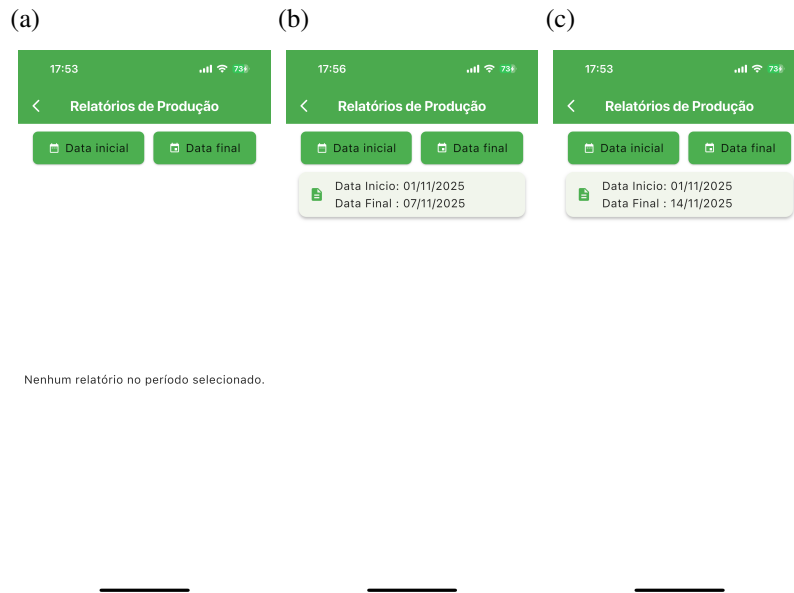 (a)
17:53
73
Relatórios de Produção
Data inicial
Data final
Nenhum relatório no período selecionado.
(b)
17:56
73
Relatórios de Produção
Data inicial
Data final
Data Inicio: 01/11/2025
Data Final : 07/11/2025
(c)
17:53
73
Relatórios de Produção
Data inicial
Data final
Data Inicio: 01/11/2025
Data Final : 14/11/2025